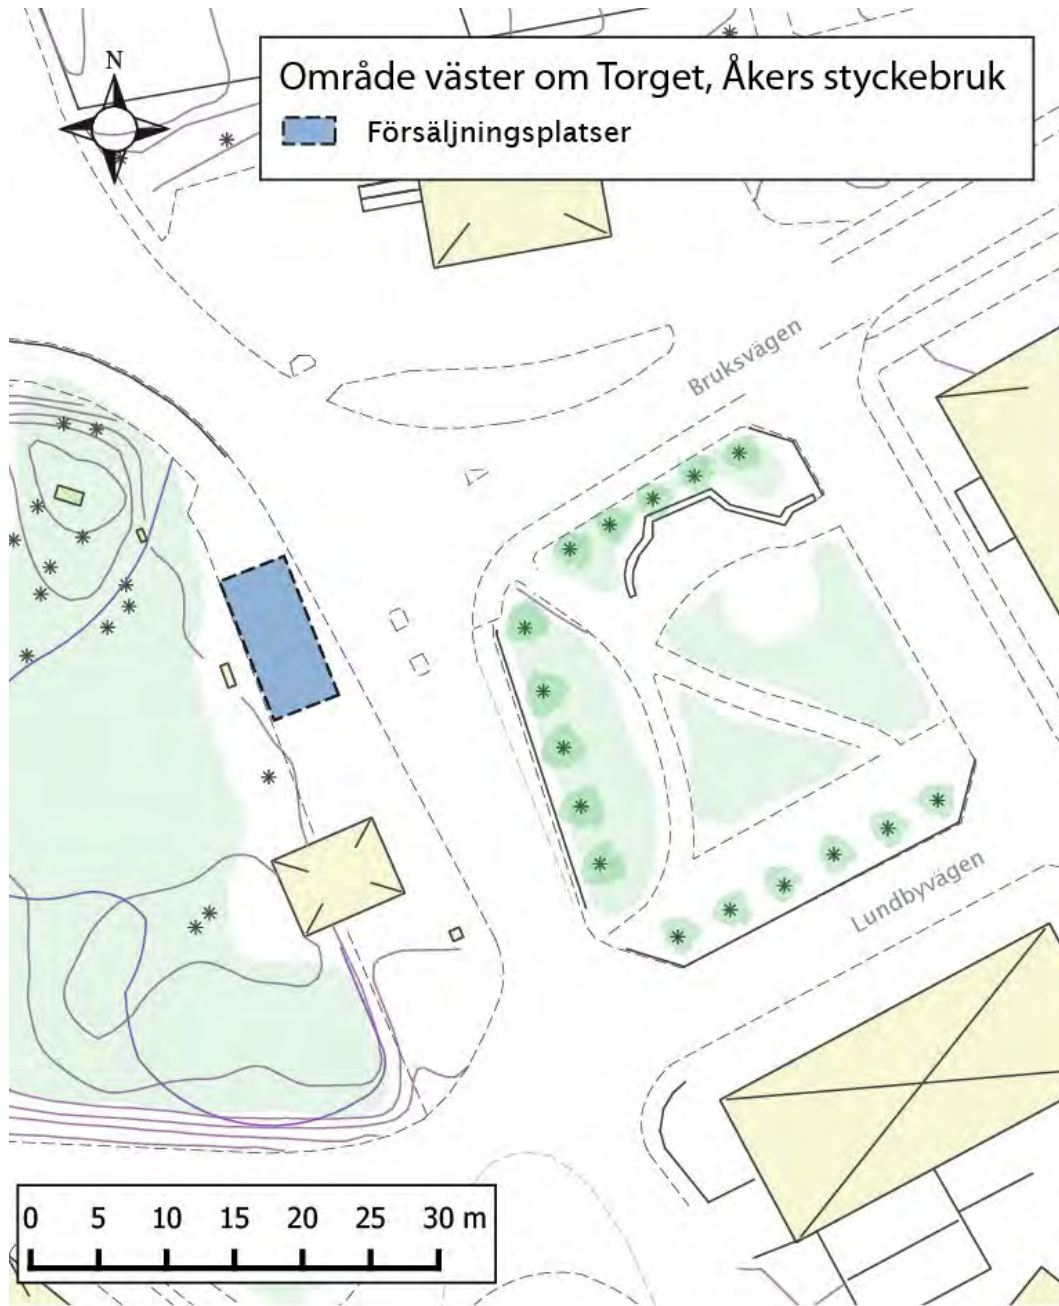 N
Område väster om Torget, Åkers styckebruk
Försäljningsplatser
Bruksvägen
Lundbyvägen
0 5 10 15 20 25 30 m